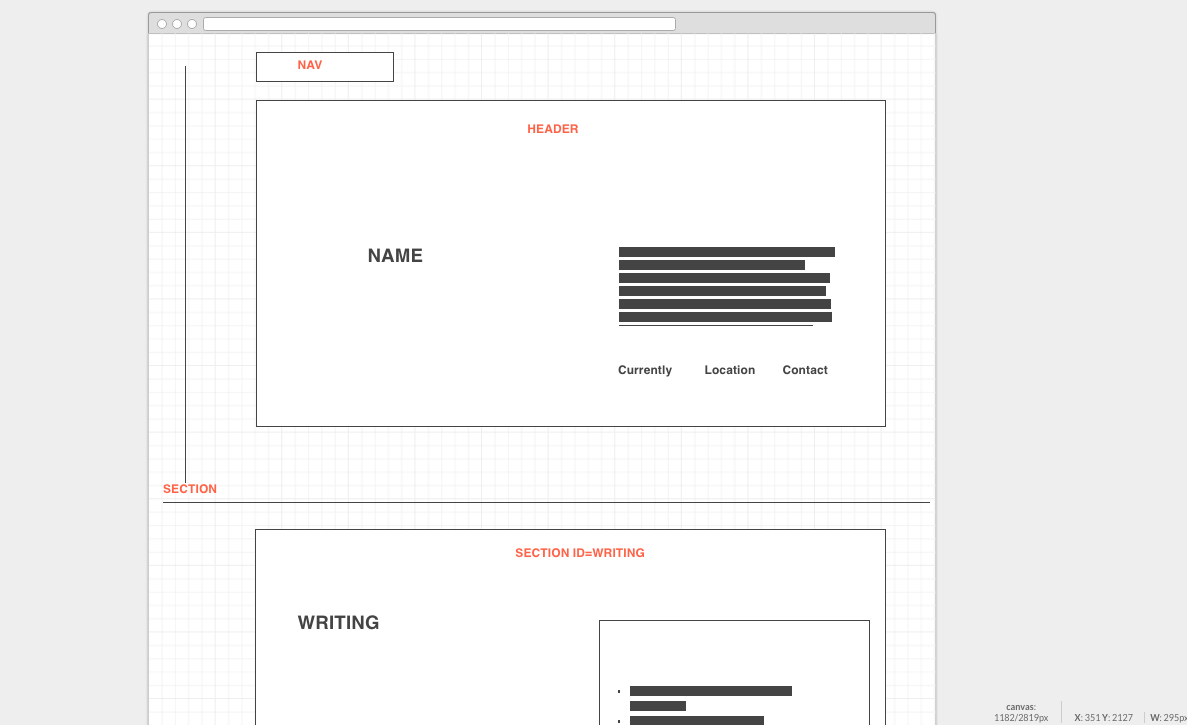 NAV
HEADER
NAME
Currently Location Contact
SECTION
SECTION ID=WRITING
WRITING
canvas:
1182/2819px X: 351 Y: 2127 W: 295px